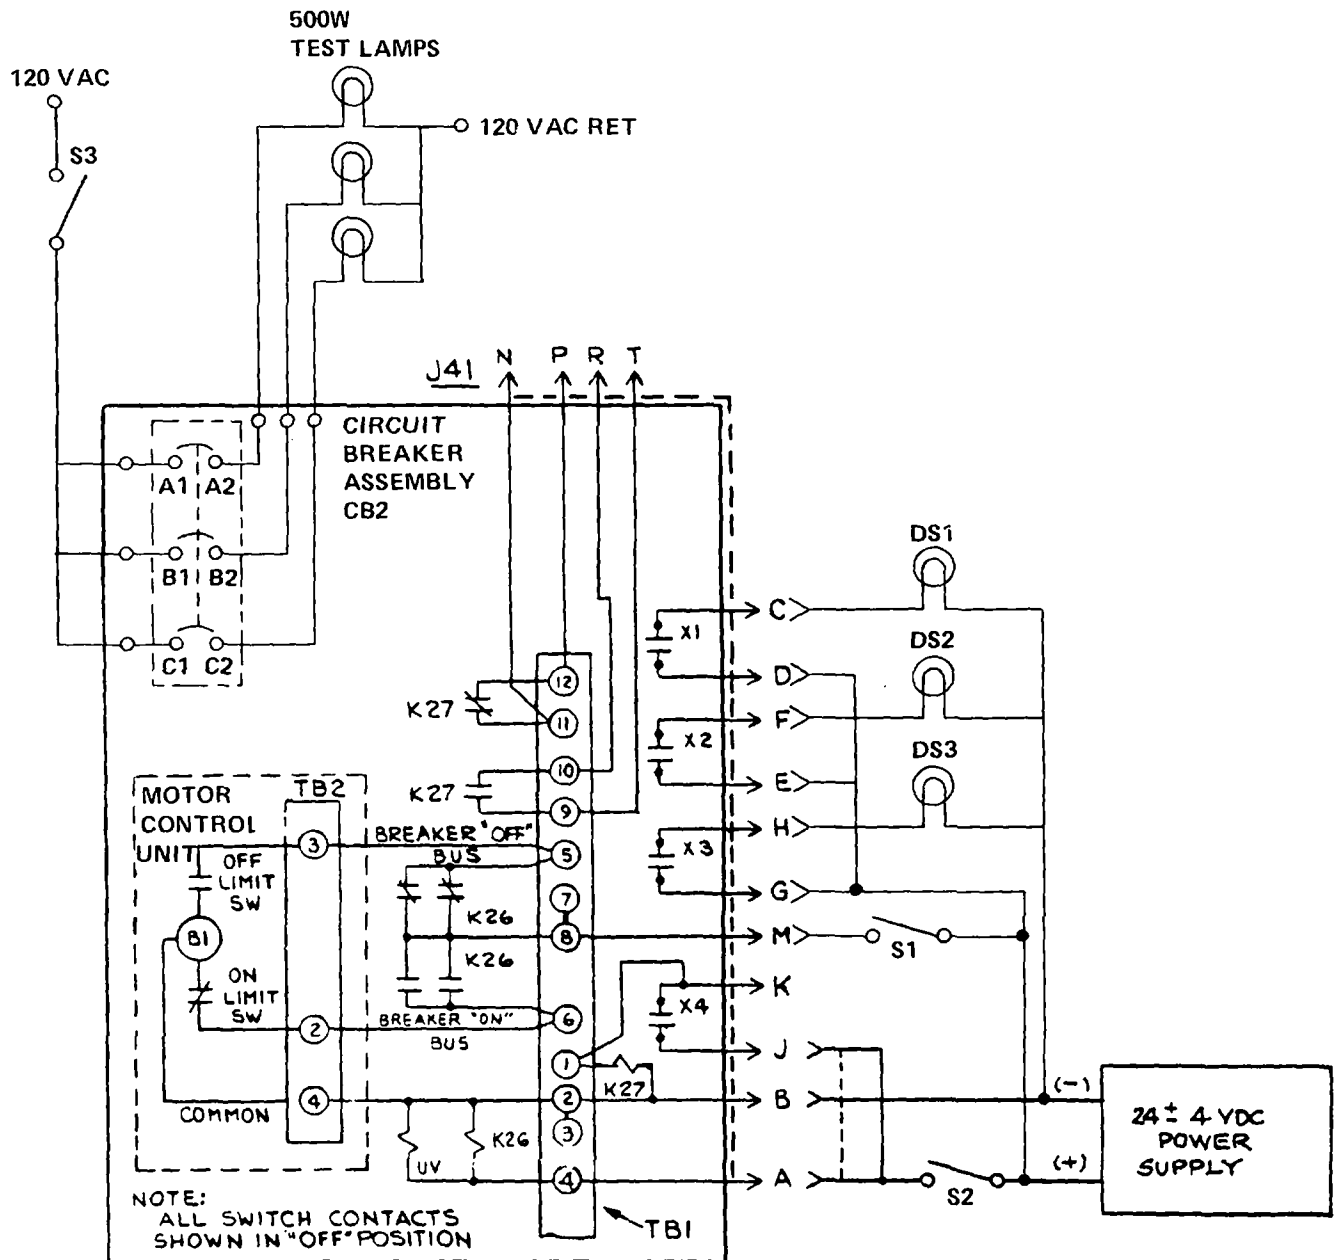 500W
TEST LAMPS
120 VAC
S3
120 VAC RET
J41
N P R T
CIRCUIT
BREAKER
ASSEMBLY
CB2
A1 A2
B1 B2
C1 C2
DS1
C
X1
D
DS2
F
X2
E
DS3
H
X3
G
K27
12
11
K27
10
9
MOTOR
CONTROL
UNIT
TB2
3
BREAKER "OFF"
BUS
5
OFF
LIMIT
SW
7
K26
8
M
S1
B1
K26
ON
LIMIT
SW
K
X4
2
BREAKER "ON"
BUS
6
J
1
K27
COMMON
4
2
B
(-)
3
K26
UV
4
A
S2
(+)
24 ± 4 VDC
POWER
SUPPLY
TB1
NOTE:
ALL SWITCH CONTACTS
SHOWN IN "OFF" POSITION